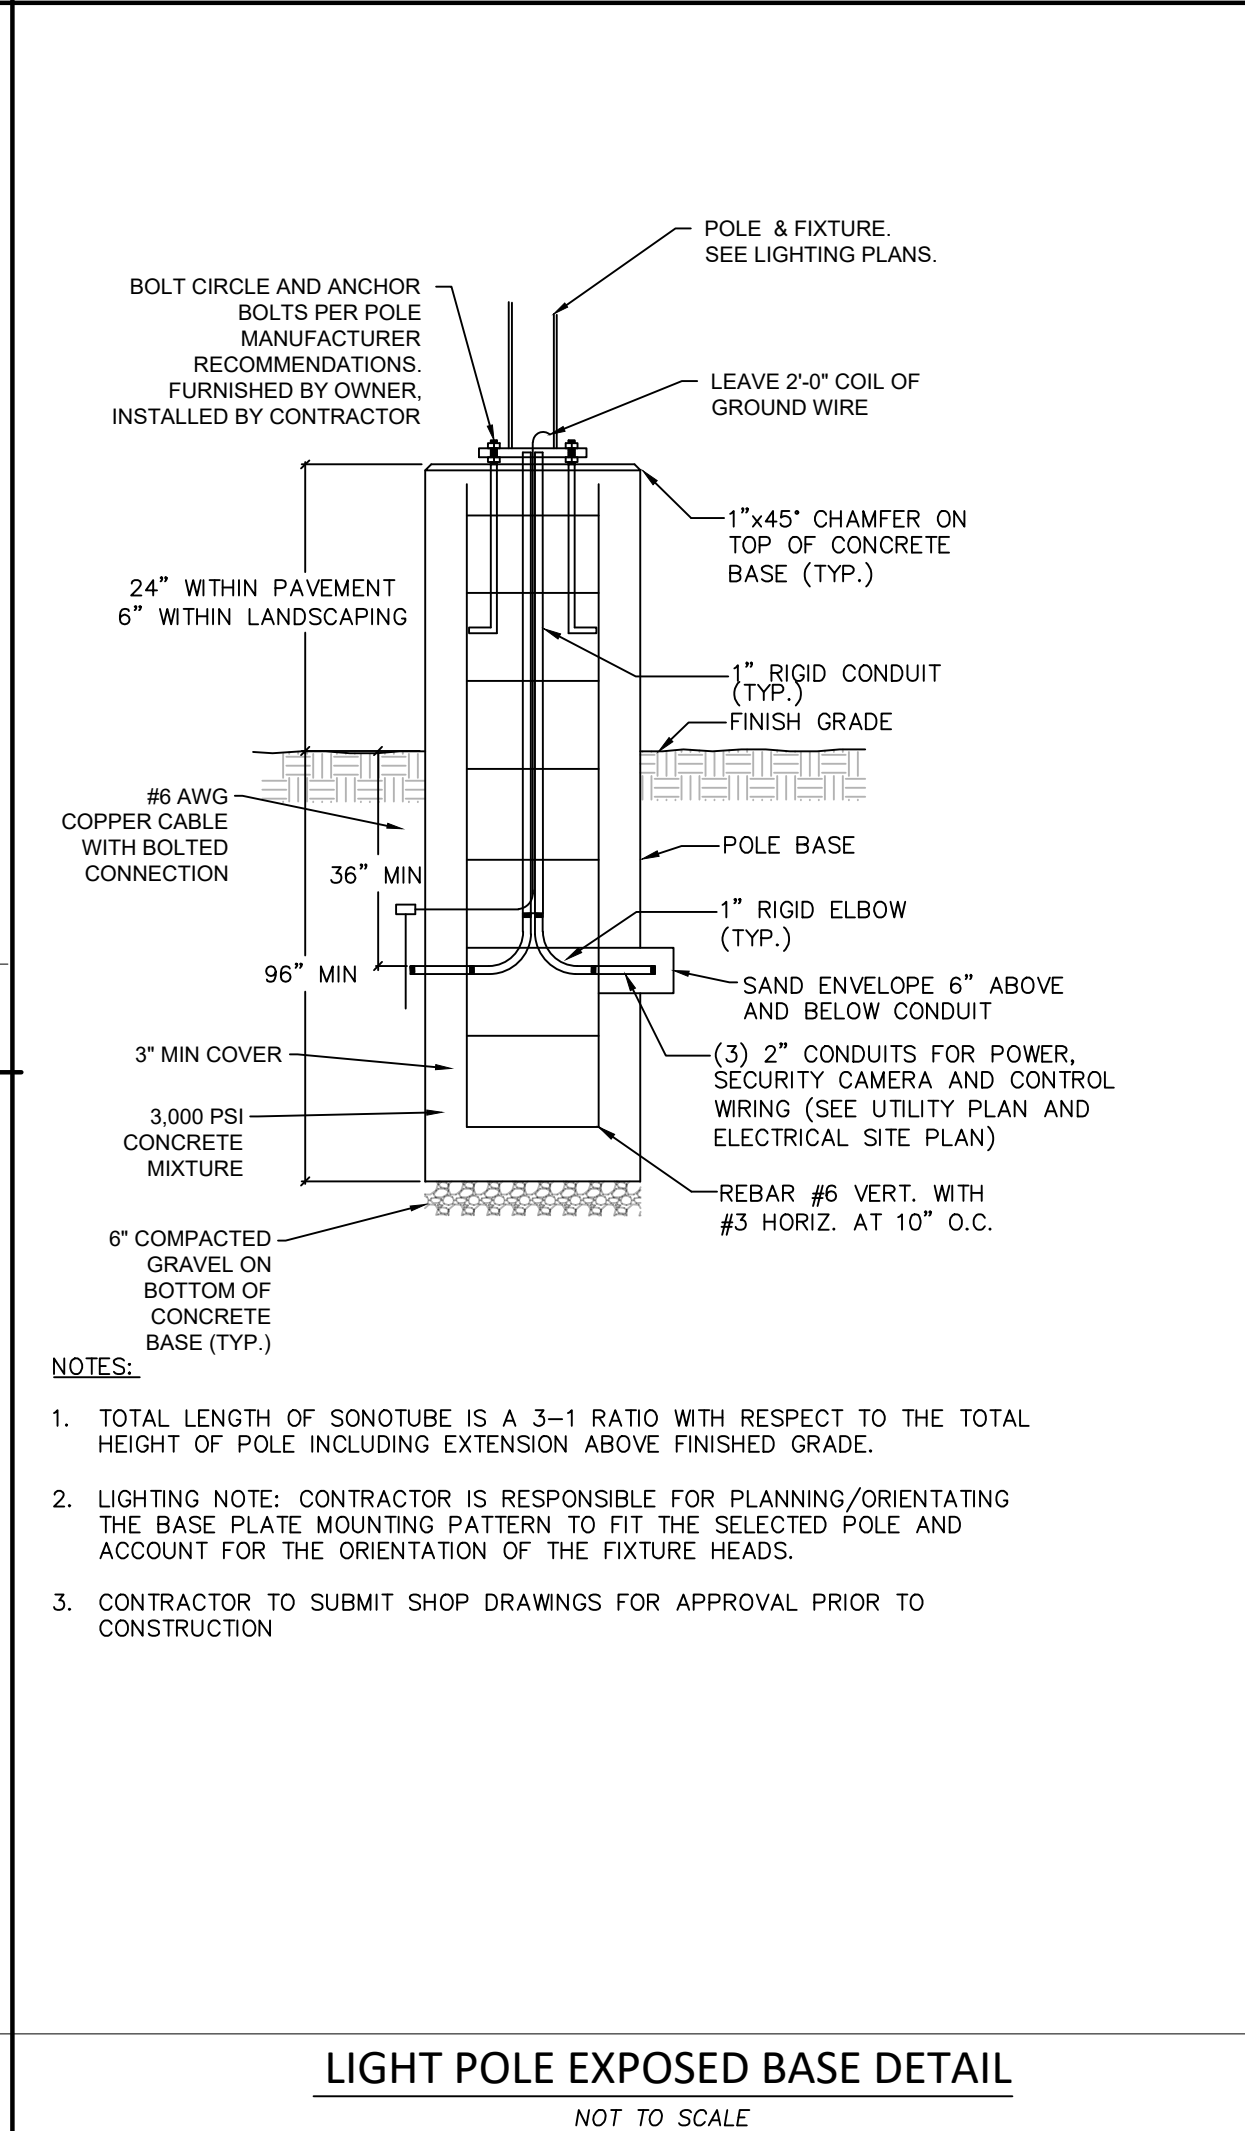 POLE & FIXTURE.
SEE LIGHTING PLANS.
BOLT CIRCLE AND ANCHOR
BOLTS PER POLE
MANUFACTURER
RECOMMENDATIONS.
FURNISHED BY OWNER,
INSTALLED BY CONTRACTOR
LEAVE 2'-0" COIL OF
GROUND WIRE
1"x45° CHAMFER ON
TOP OF CONCRETE
BASE (TYP.)
24" WITHIN PAVEMENT
6" WITHIN LANDSCAPING
1" RIGID CONDUIT
(TYP.)
FINISH GRADE
#6 AWG
COPPER CABLE
WITH BOLTED
CONNECTION
36" MIN
POLE BASE
1" RIGID ELBOW
(TYP.)
96" MIN
SAND ENVELOPE 6" ABOVE
AND BELOW CONDUIT
3" MIN COVER
(3) 2" CONDUITS FOR POWER,
SECURITY CAMERA AND CONTROL
WIRING (SEE UTILITY PLAN AND
ELECTRICAL SITE PLAN)
3,000 PSI
CONCRETE
MIXTURE
REBAR #6 VERT. WITH
#3 HORIZ. AT 10" O.C.
6" COMPACTED
GRAVEL ON
BOTTOM OF
CONCRETE
BASE (TYP.)
NOTES:
1. TOTAL LENGTH OF SONOTUBE IS A 3-1 RATIO WITH RESPECT TO THE TOTAL
HEIGHT OF POLE INCLUDING EXTENSION ABOVE FINISHED GRADE.
2. LIGHTING NOTE: CONTRACTOR IS RESPONSIBLE FOR PLANNING/ORIENTATING
THE BASE PLATE MOUNTING PATTERN TO FIT THE SELECTED POLE AND
ACCOUNT FOR THE ORIENTATION OF THE FIXTURE HEADS.
3. CONTRACTOR TO SUBMIT SHOP DRAWINGS FOR APPROVAL PRIOR TO
CONSTRUCTION
LIGHT POLE EXPOSED BASE DETAIL
NOT TO SCALE